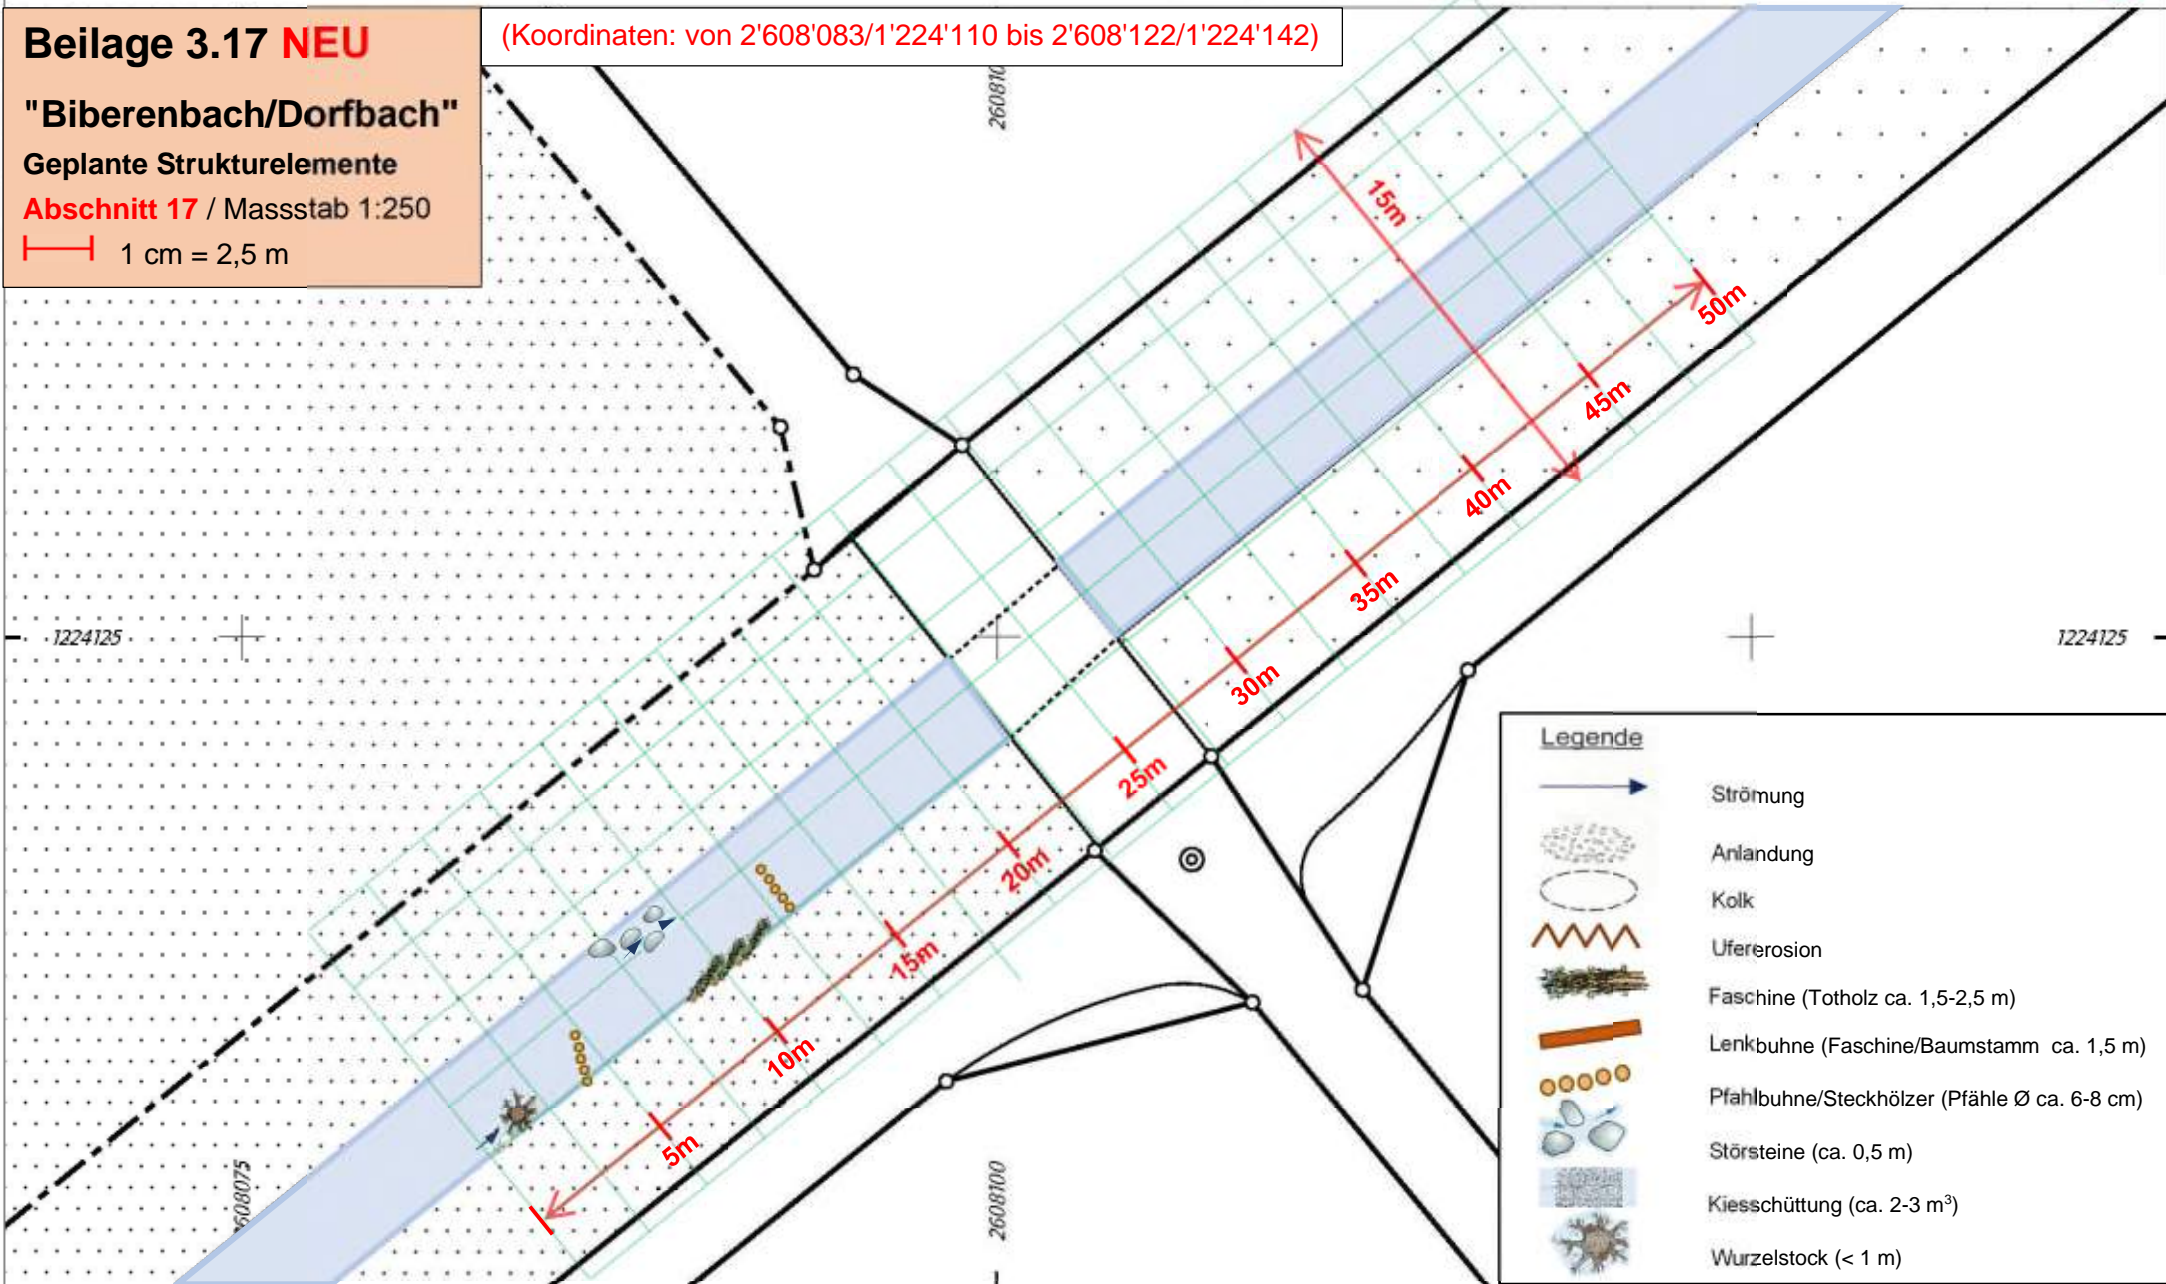 Beilage 3.17 NEU
"Biberenbach/Dorfbach"
Geplante Strukturelemente
Abschnitt 17 / Massstab 1:250
1 cm = 2,5 m
(Koordinaten: von 2'608'083/1'224'110 bis 2'608'122/1'224'142)
15m
50m
45m
40m
35m
30m
25m
20m
15m
10m
5m
1224125
1224125
2608100
Legende
Strömung
Anlandung
Kolk
Ufererosion
Faschine (Totholz ca. 1,5-2,5 m)
Lenkbuhne (Faschine/Baumstamm ca. 1,5 m)
Pfahlbuhne/Steckhölzer (Pfähle Ø ca. 6-8 cm)
Störsteine (ca. 0,5 m)
Kiesschüttung (ca. 2-3 m³)
Wurzelstock (< 1 m)